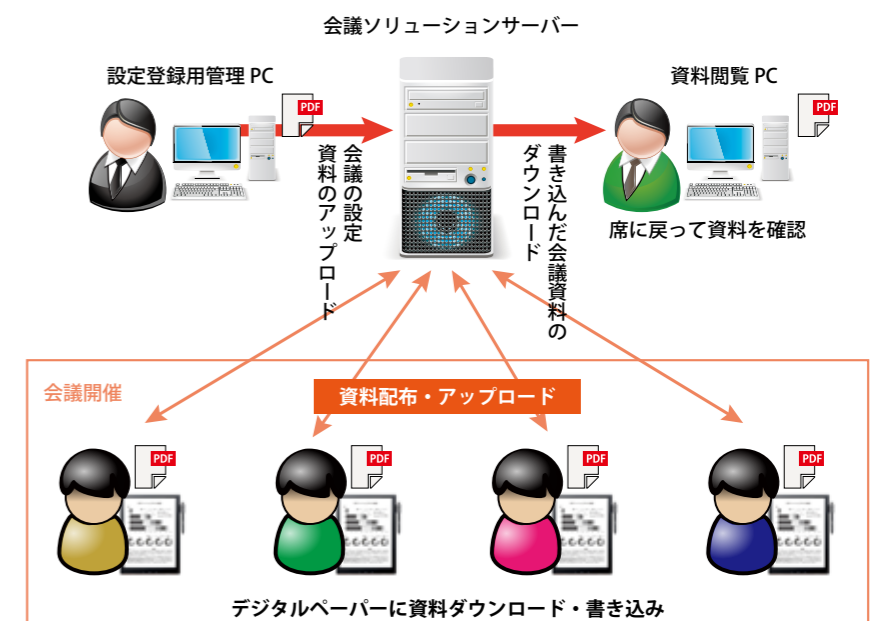 会議ソリューションサーバー
設定登録用管理 PC
PDF
資料閲覧 PC
PDF
会議の設定
資料のアップロード
書き込んだ会議資料の
ダウンロード
席に戻って資料を確認
会議開催
資料配布・アップロード
PDF
PDF
PDF
PDF
デジタルペーパーに資料ダウンロード・書き込み